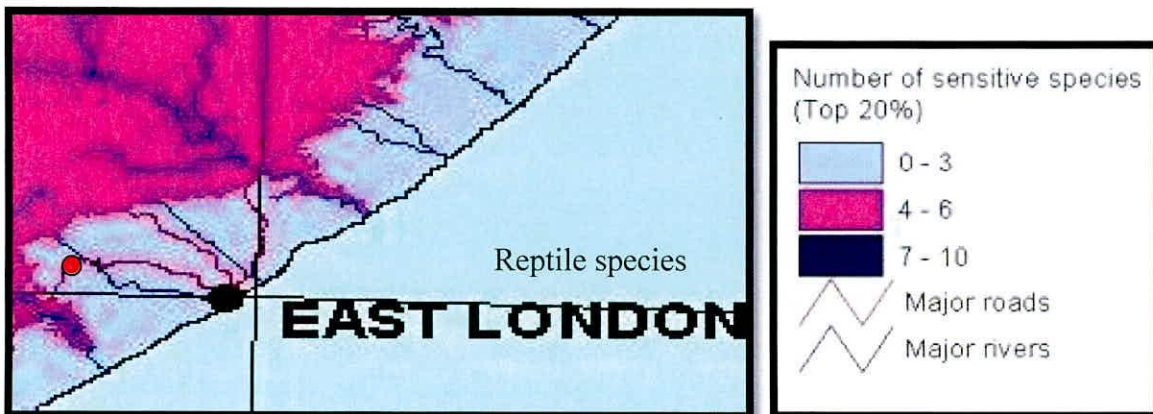 Reptile species
EAST LONDON
Number of sensitive species
(Top 20%)
0 - 3
4 - 6
7 - 10
Major roads
Major rivers